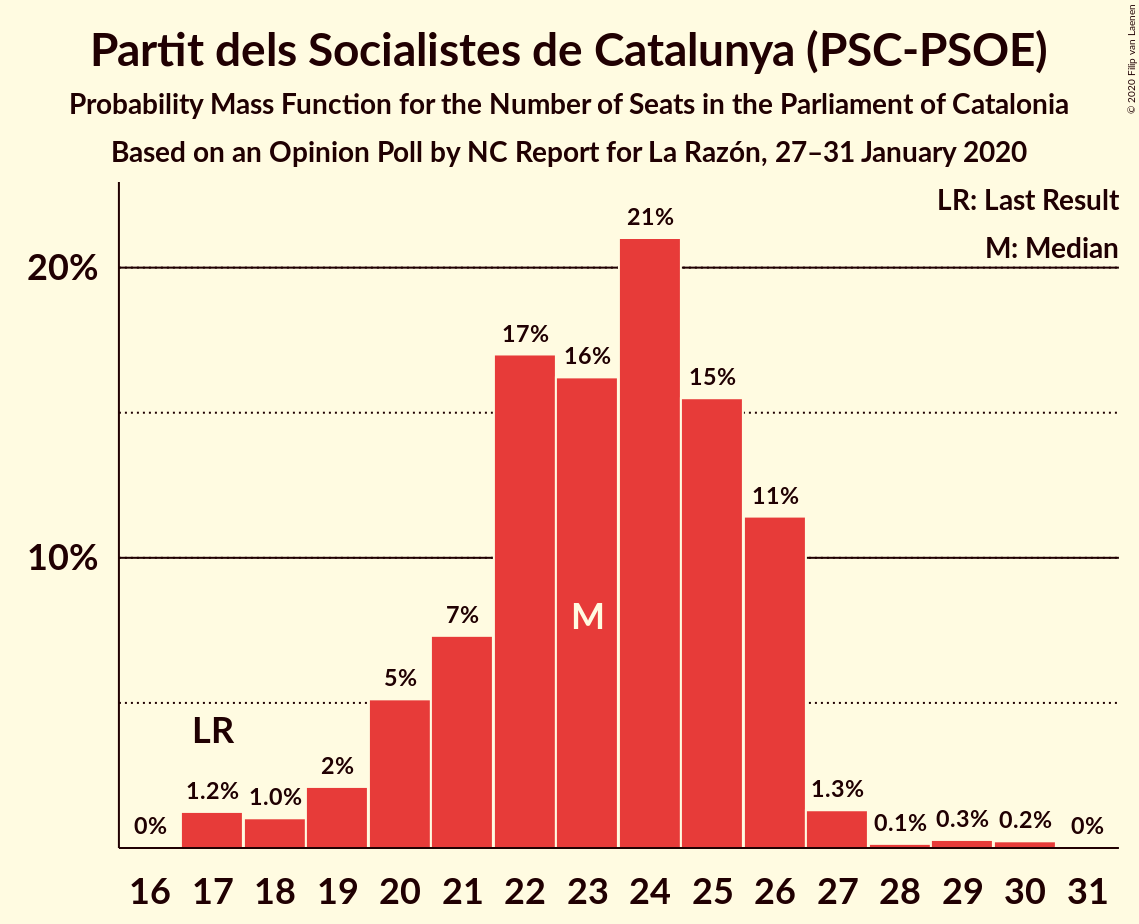 Partit dels Socialistes de Catalunya (PSC-PSOE)
Probability Mass Function for the Number of Seats in the Parliament of Catalonia
Based on an Opinion Poll by NC Report for La Razón, 27–31 January 2020
© 2020 Filip van Laenen
LR: Last Result
M: Median
20%
10%
0%
1.2%
1.0%
2%
5%
7%
17%
16%
21%
15%
11%
1.3%
0.1%
0.3%
0.2%
0%
LR
M
16 17 18 19 20 21 22 23 24 25 26 27 28 29 30 31